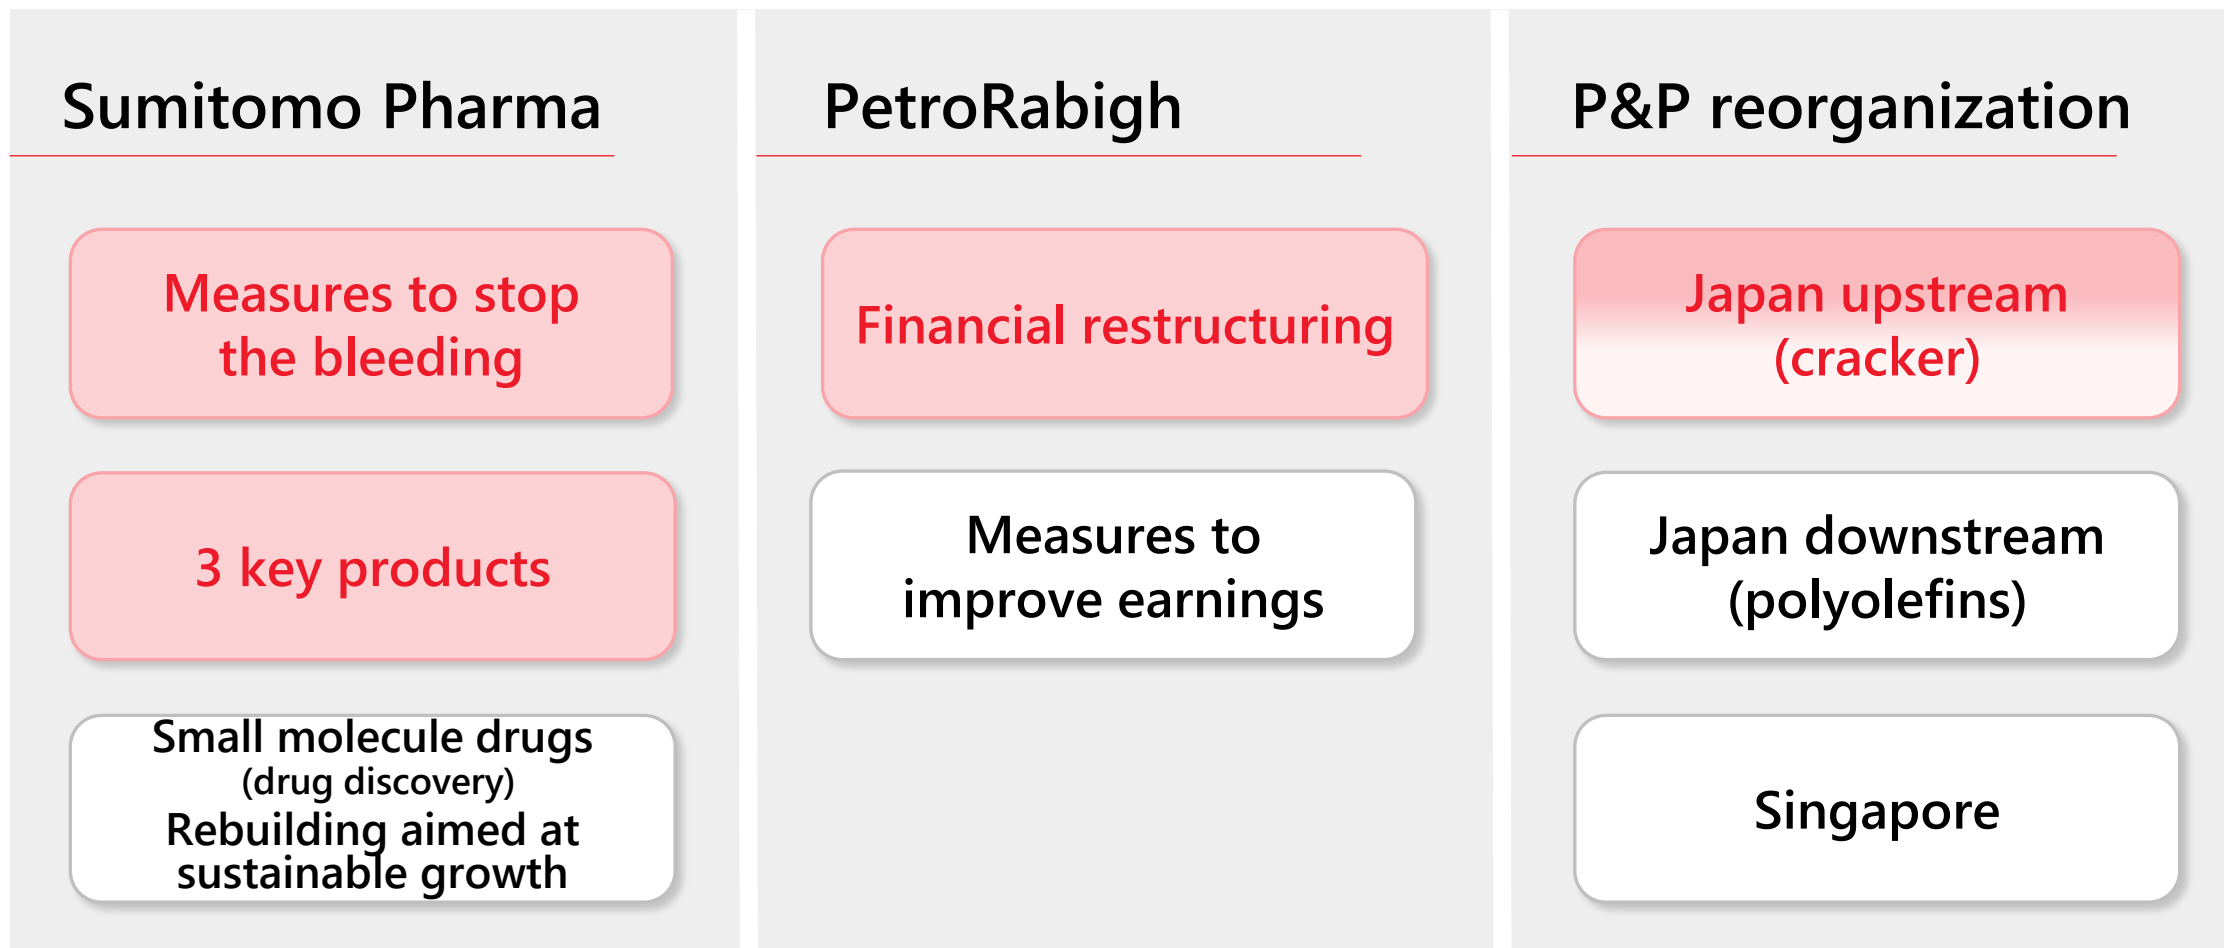 Sumitomo Pharma
Measures to stop
the bleeding
3 key products
Small molecule drugs
(drug discovery)
Rebuilding aimed at
sustainable growth
PetroRabigh
Financial restructuring
Measures to
improve earnings
P&P reorganization
Japan upstream
(cracker)
Japan downstream
(polyolefins)
Singapore